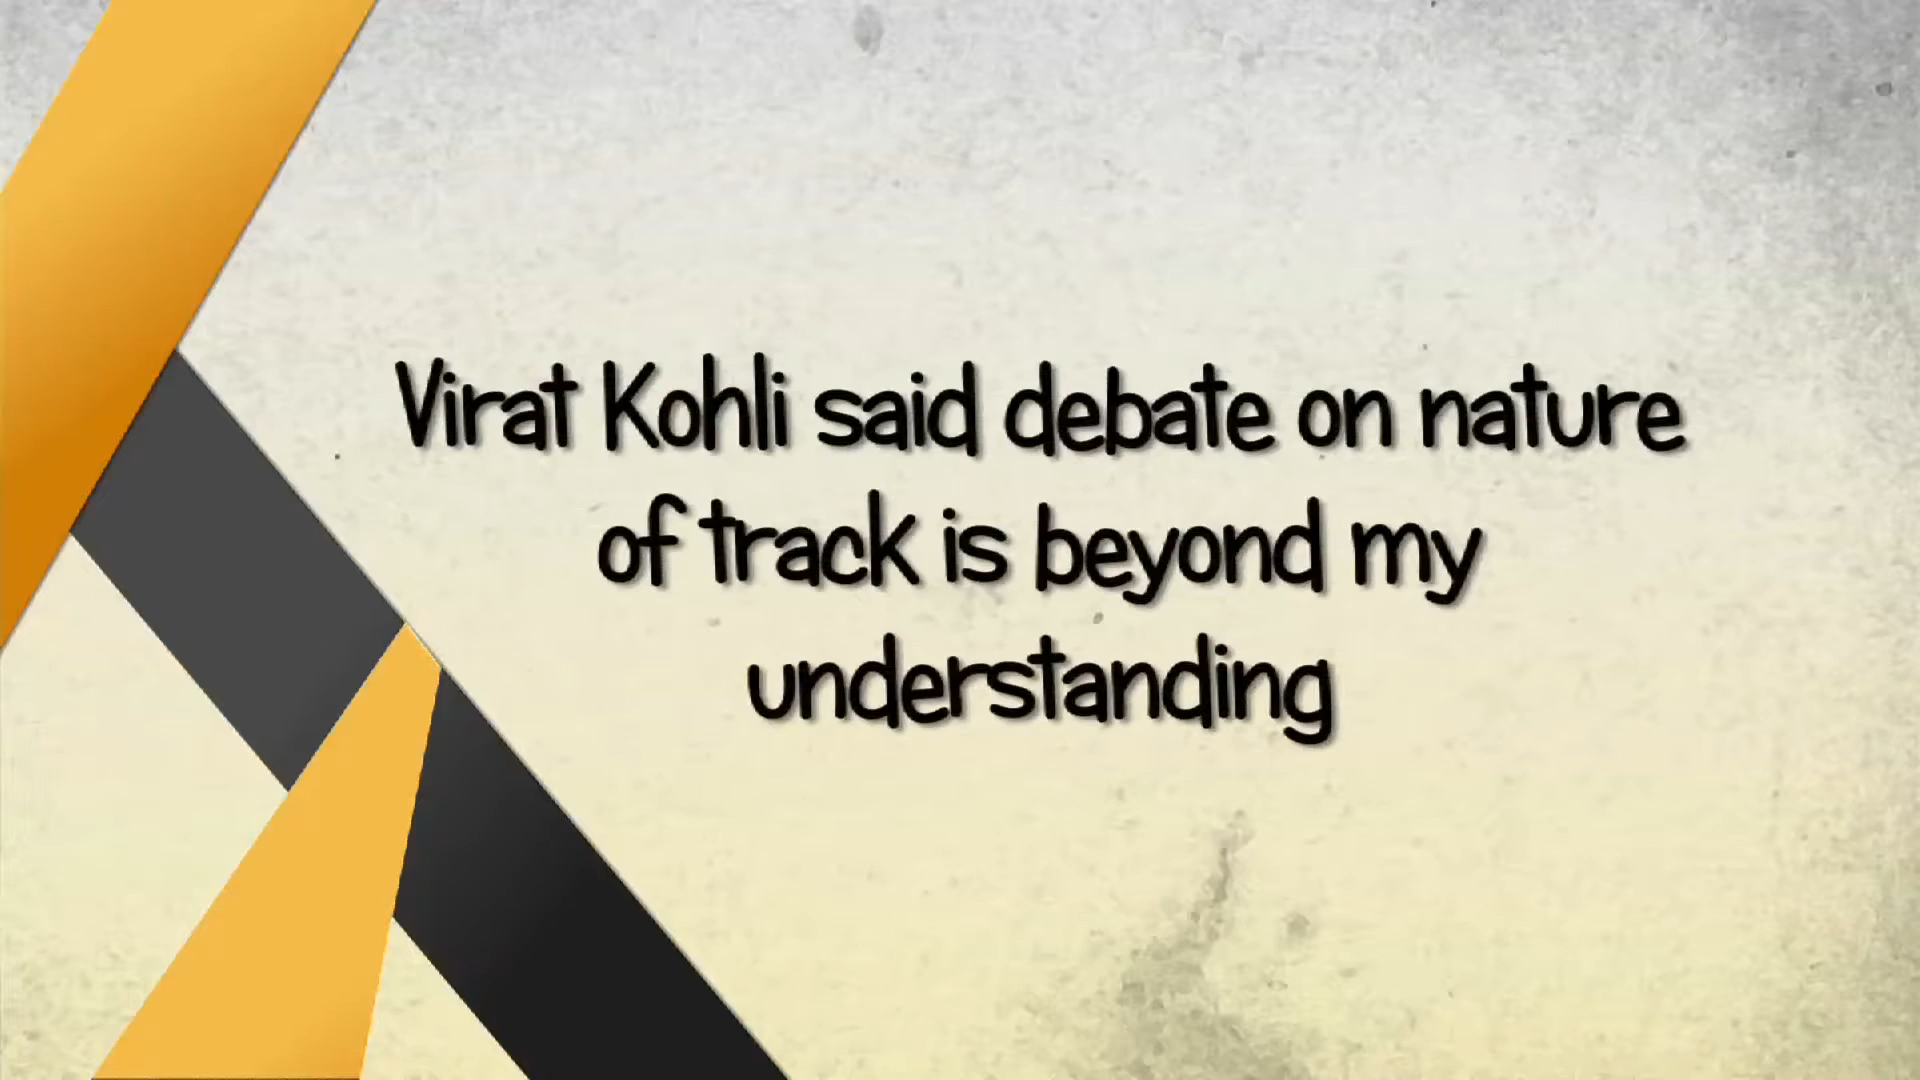 Virat Kohli said debate on nature
of track is beyond my
understanding